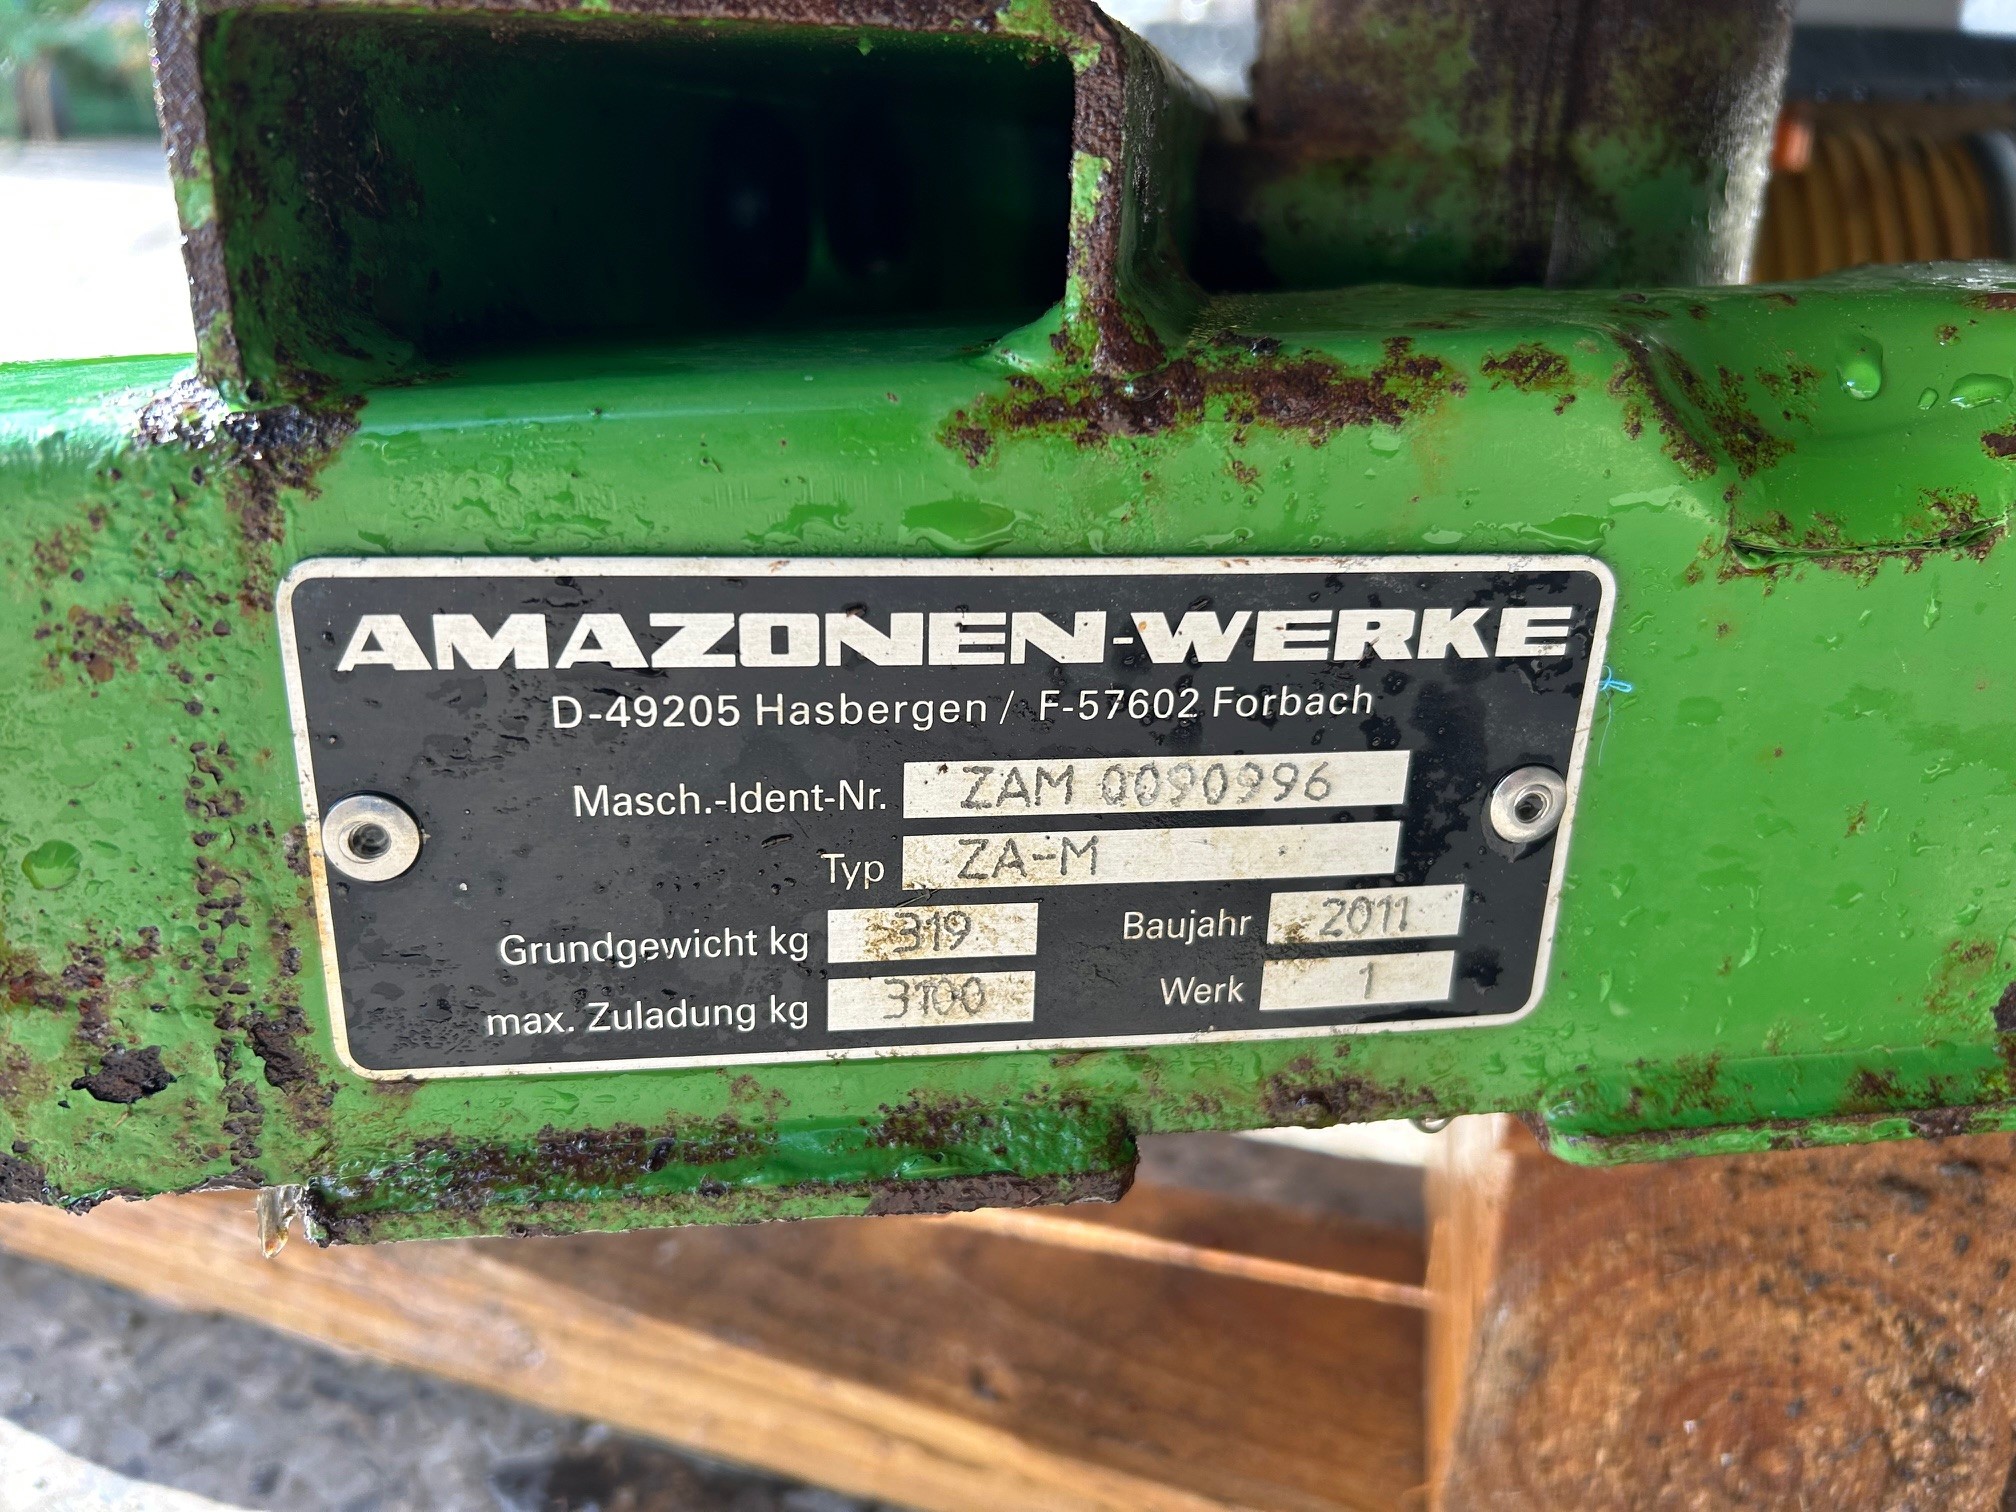 AMAZONEN-WERKE
D-49205 Hasbergen / F-57602 Forbach
Masch.-Ident-Nr. ZAM 0090996
Typ ZA-M
Grundgewicht kg 319 Baujahr 2011
max. Zuladung kg 3100 Werk 1